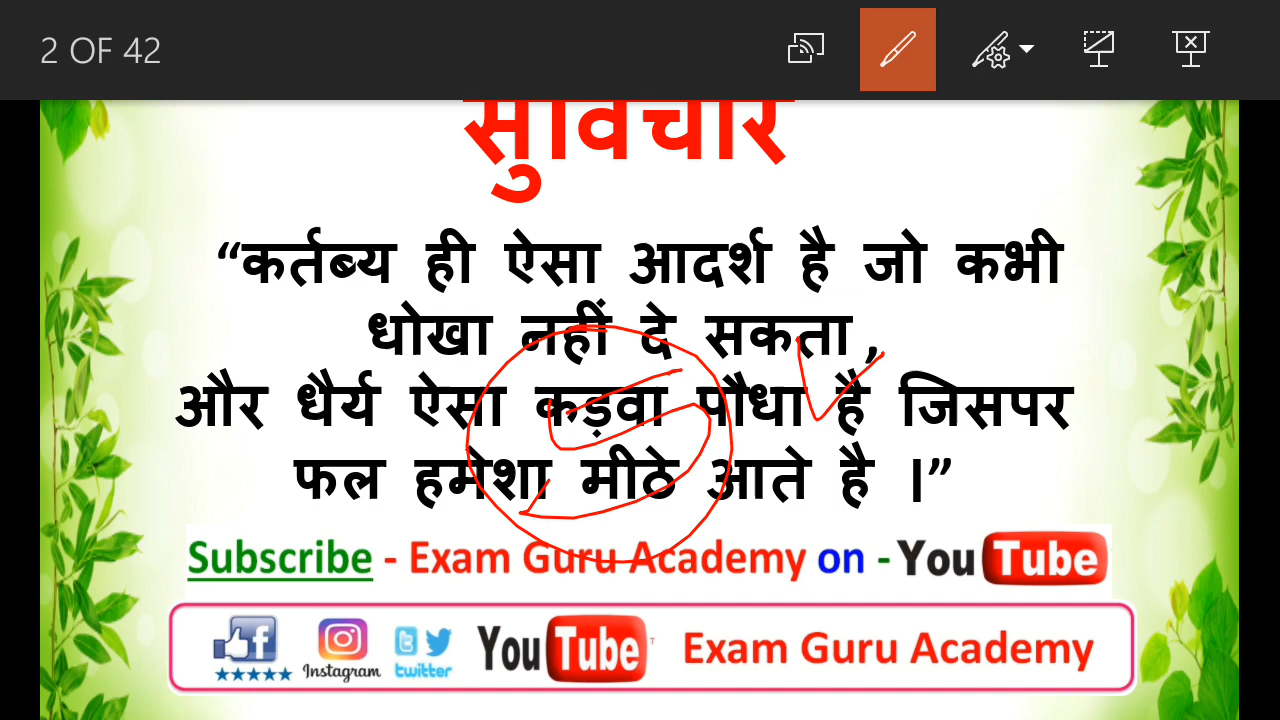 2 OF 42
सुविचार
“कर्तब्य ही ऐसा आदर्श है जो कभी
धोखा नहीं दे सकता ,
और धैर्य ऐसा कड़वा पौधा है जिसपर
फल हमेशा मीठे आते है ।”
Subscribe - Exam Guru Academy on - YouTube
f Instagram twitter YouTube Exam Guru Academy